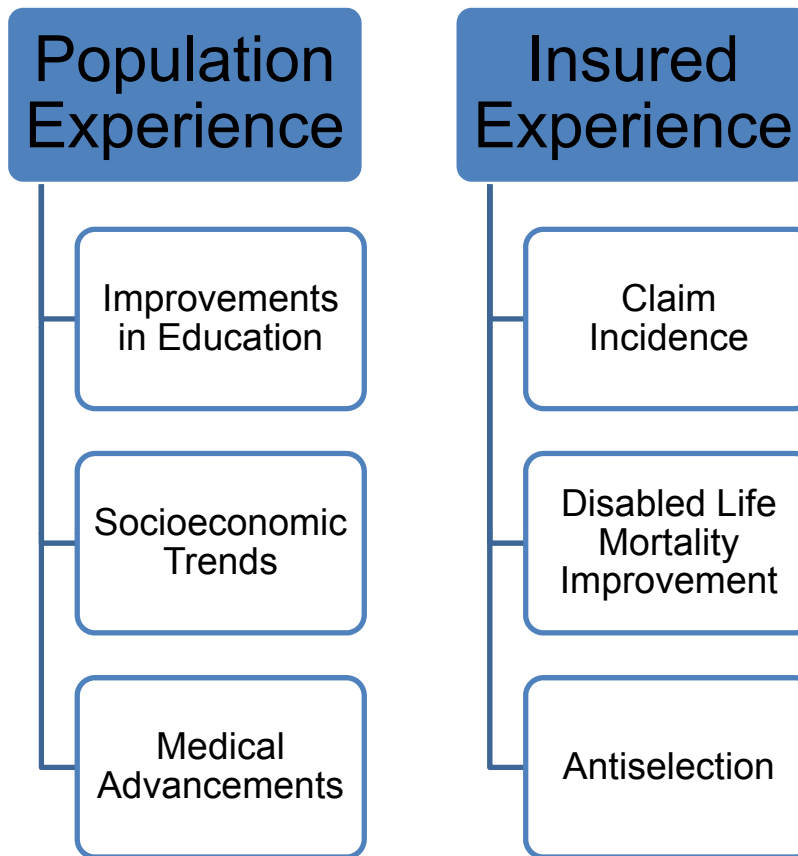 Population
Experience
Improvements
in Education
Socioeconomic
Trends
Medical
Advancements
Insured
Experience
Claim
Incidence
Disabled Life
Mortality
Improvement
Antiselection